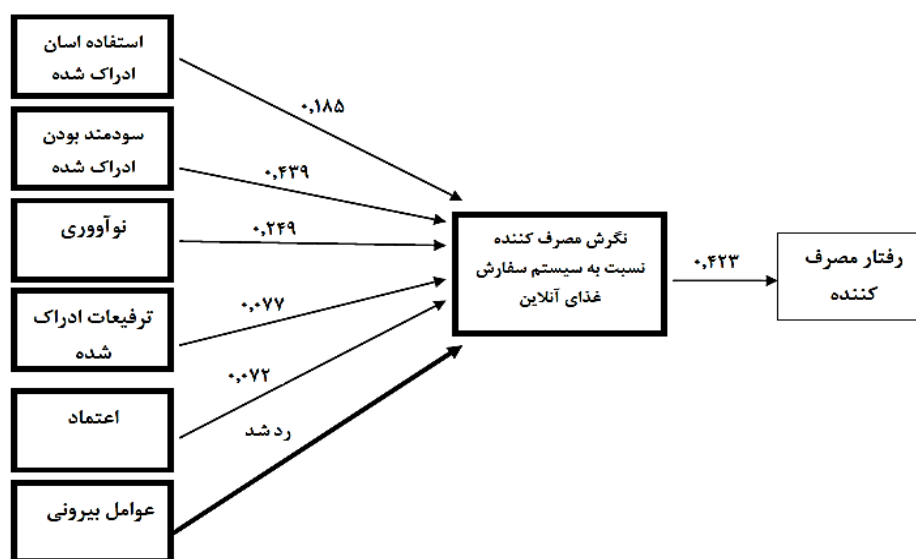 استفاده اسان
ادراک شده
۰,۱۸۵
سودمند بودن
ادراک شده
۰,۴۳۹
نوآووری
۰,۲۴۹
نگرش مصرف کننده
نسبت به سیستم سفارش
غذای آنلاین
۰,۴۲۳
رفتار مصرف
کننده
ترفیعات ادراک
شده
۰,۰۷۷
اعتماد
۰,۰۷۲
عوامل بیرونی
رد شد